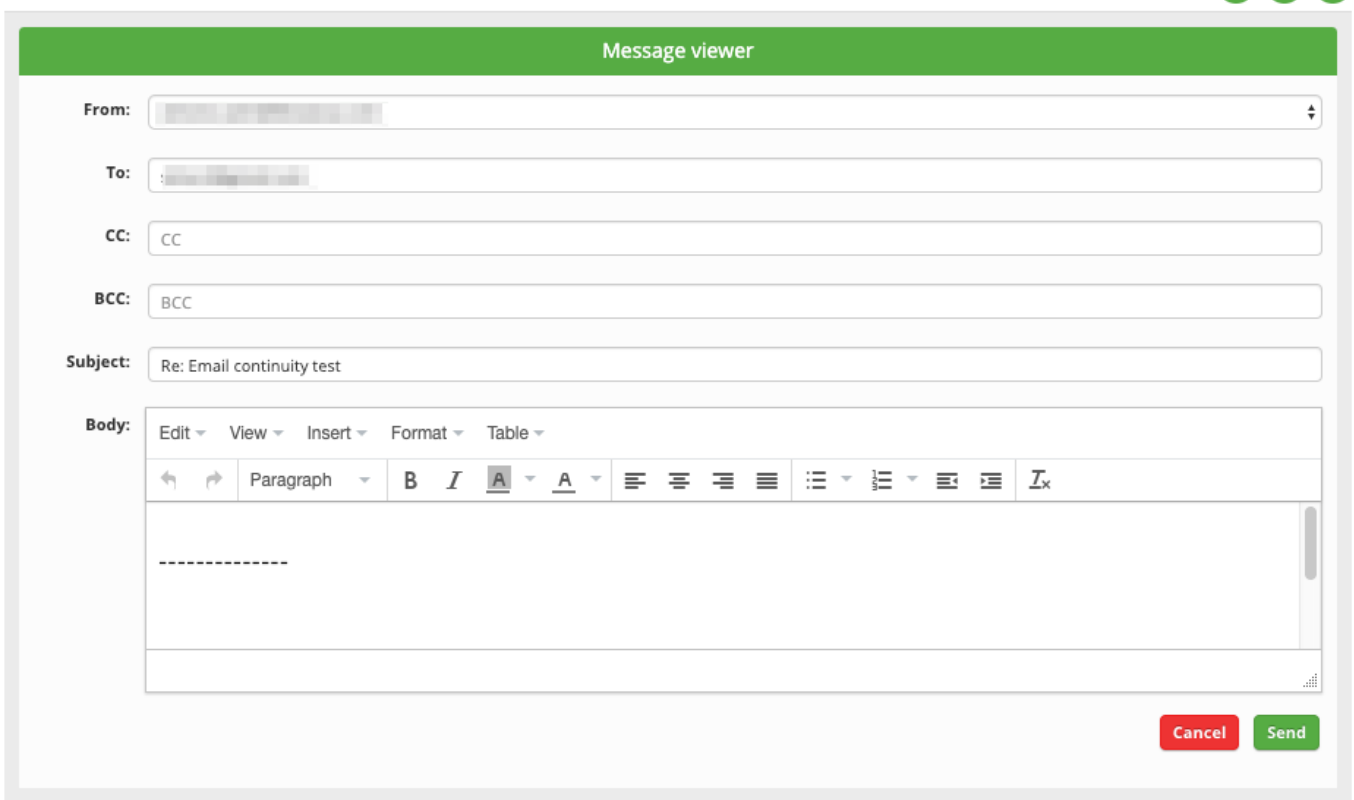 Message viewer
From:
To:
CC: CC
BCC: BCC
Subject: Re: Email continuity test
Body:
Edit View Insert Format Table
Paragraph B I A A
--------------
Cancel Send